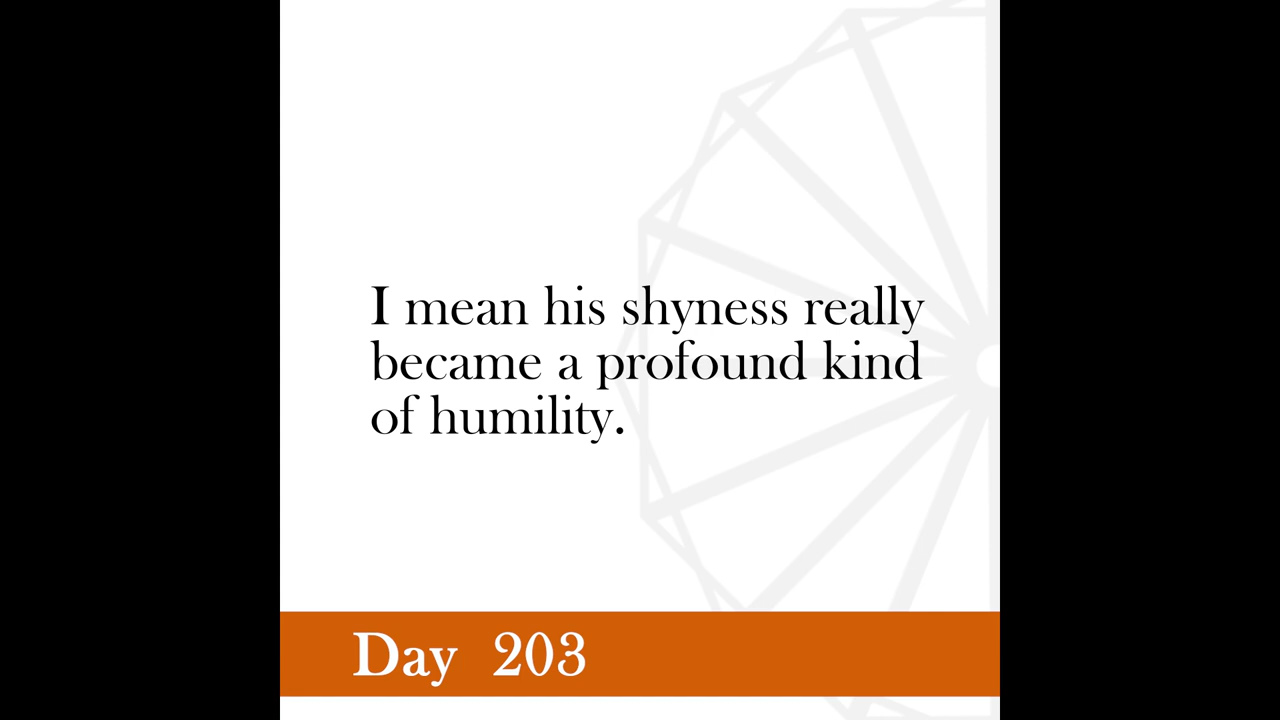 I mean his shyness really
became a profound kind
of humility.
Day 203